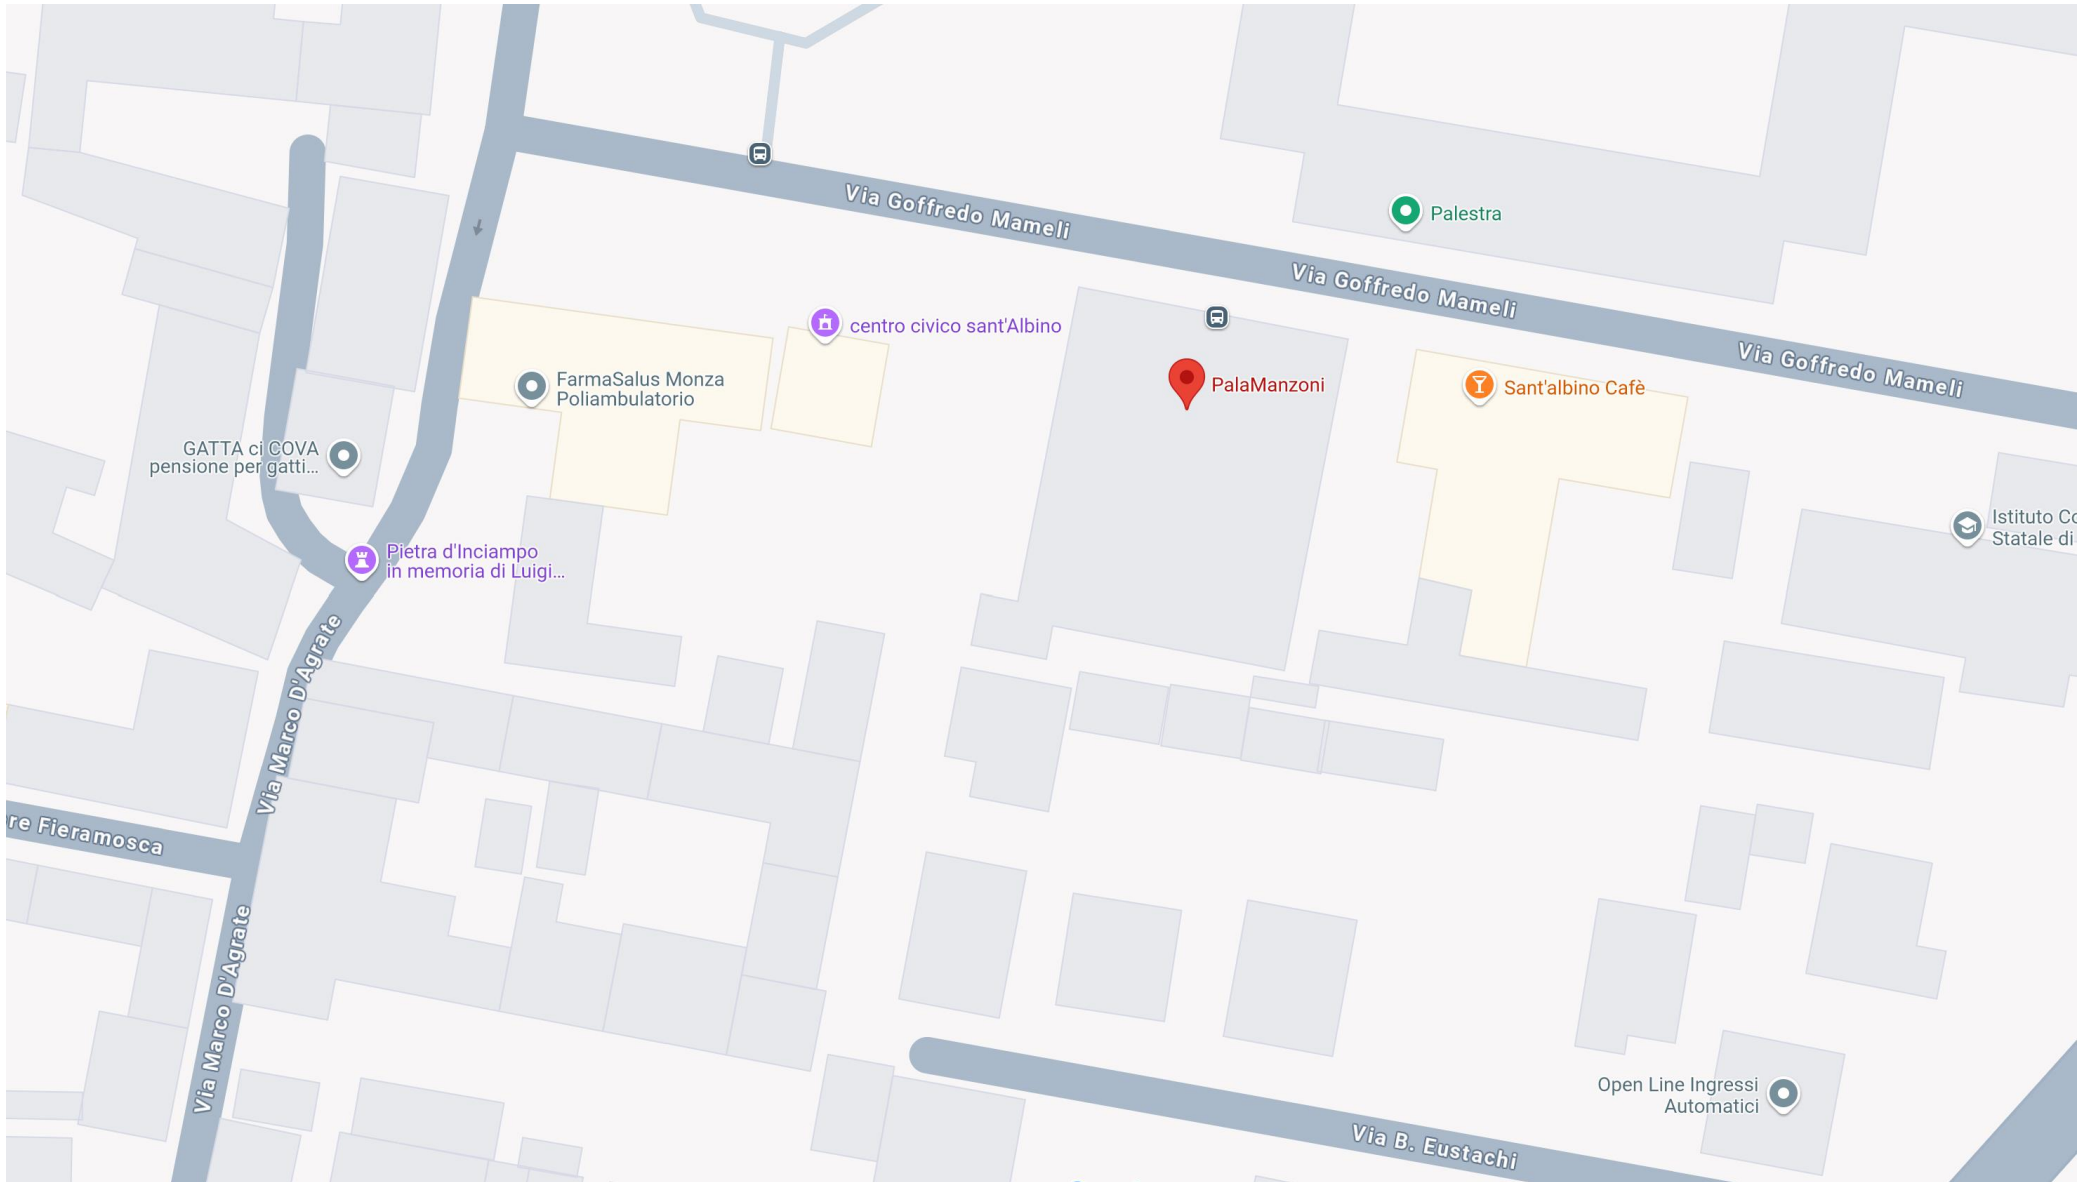 Via Goffredo Mameli
Palestra
Via Goffredo Mameli
centro civico sant'Albino
Via Goffredo Mameli
FarmaSalus Monza
Poliambulatorio
PalaManzoni
Sant'albino Cafè
GATTA ci COVA
pensione per gatti...
Istituto Co
Statale di
Pietra d'Inciampo
in memoria di Luigi...
Via Marco D'Agrate
re Fieramosca
Via Marco D'Agrate
Open Line Ingressi
Automatici
Via B. Eustachi